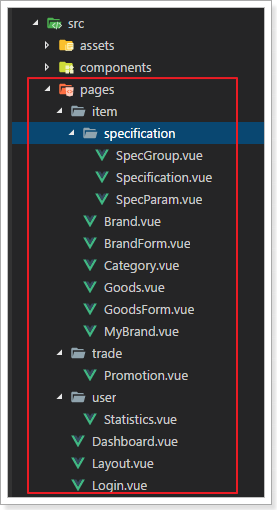 src
assets
components
pages
item
specification
SpecGroup.vue
Specification.vue
SpecParam.vue
Brand.vue
BrandForm.vue
Category.vue
Goods.vue
GoodsForm.vue
MyBrand.vue
trade
Promotion.vue
user
Statistics.vue
Dashboard.vue
Layout.vue
Login.vue